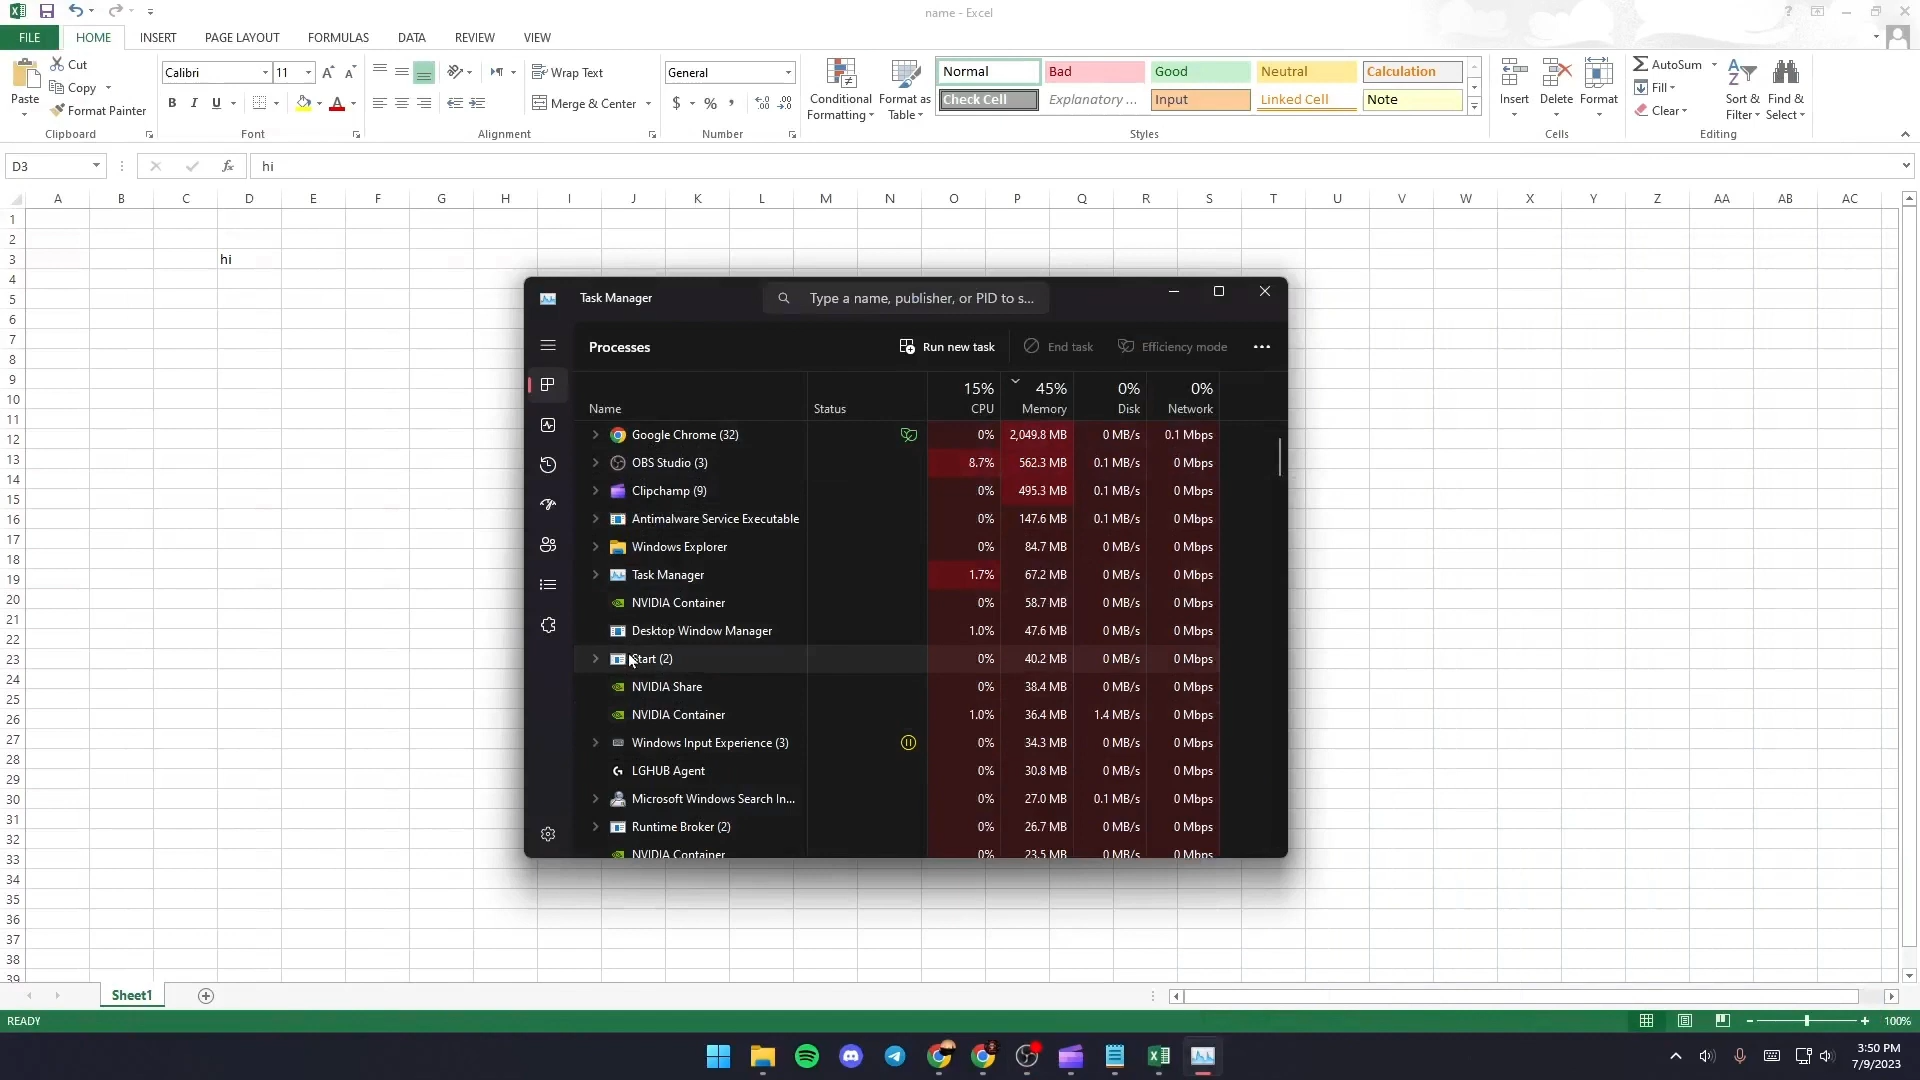 name - Excel
FILE HOME INSERT PAGE LAYOUT FORMULAS DATA REVIEW VIEW
Paste
Cut
Copy
Format Painter
Clipboard
Calibri 11
B I U
Font
Wrap Text
Merge & Center
Alignment
General
$ %
Number
Conditional Formatting
Format as Table
Normal Bad Good Neutral Calculation
Check Cell Explanatory ... Input Linked Cell Note
Styles
Insert Delete Format
Cells
AutoSum
Fill
Clear
Sort & Filter
Find & Select
Editing
D3 fx hi
A B C D E F G H I J K L M N O P Q R S T U V W X Y Z AA AB AC
1
2
3 hi
4
5
6
7
8
9
10
11
12
13
14
15
16
17
18
19
20
21
22
23
24
25
26
27
28
29
30
31
32
33
34
35
36
37
38
39
Task Manager
Type a name, publisher, or PID to s...
Processes Run new task End task Efficiency mode
15% 45% 0% 0%
Name Status CPU Memory Disk Network
Google Chrome (32) 0% 2,049.8 MB 0 MB/s 0.1 Mbps
OBS Studio (3) 8.7% 562.3 MB 0.1 MB/s 0 Mbps
Clipchamp (9) 0% 495.3 MB 0.1 MB/s 0 Mbps
Antimalware Service Executable 0% 147.6 MB 0.1 MB/s 0 Mbps
Windows Explorer 0% 84.7 MB 0 MB/s 0 Mbps
Task Manager 1.7% 67.2 MB 0 MB/s 0 Mbps
NVIDIA Container 0% 58.7 MB 0 MB/s 0 Mbps
Desktop Window Manager 1.0% 47.6 MB 0 MB/s 0 Mbps
Start (2) 0% 40.2 MB 0 MB/s 0 Mbps
NVIDIA Share 0% 38.4 MB 0 MB/s 0 Mbps
NVIDIA Container 1.0% 36.4 MB 1.4 MB/s 0 Mbps
Windows Input Experience (3) 0% 34.3 MB 0 MB/s 0 Mbps
LGHUB Agent 0% 30.8 MB 0 MB/s 0 Mbps
Microsoft Windows Search In... 0% 27.0 MB 0.1 MB/s 0 Mbps
Runtime Broker (2) 0% 26.7 MB 0 MB/s 0 Mbps
NVIDIA Container 0% 23.5 MB 0 MB/s 0 Mbps
Sheet1
READY
100%
3:50 PM
7/9/2023